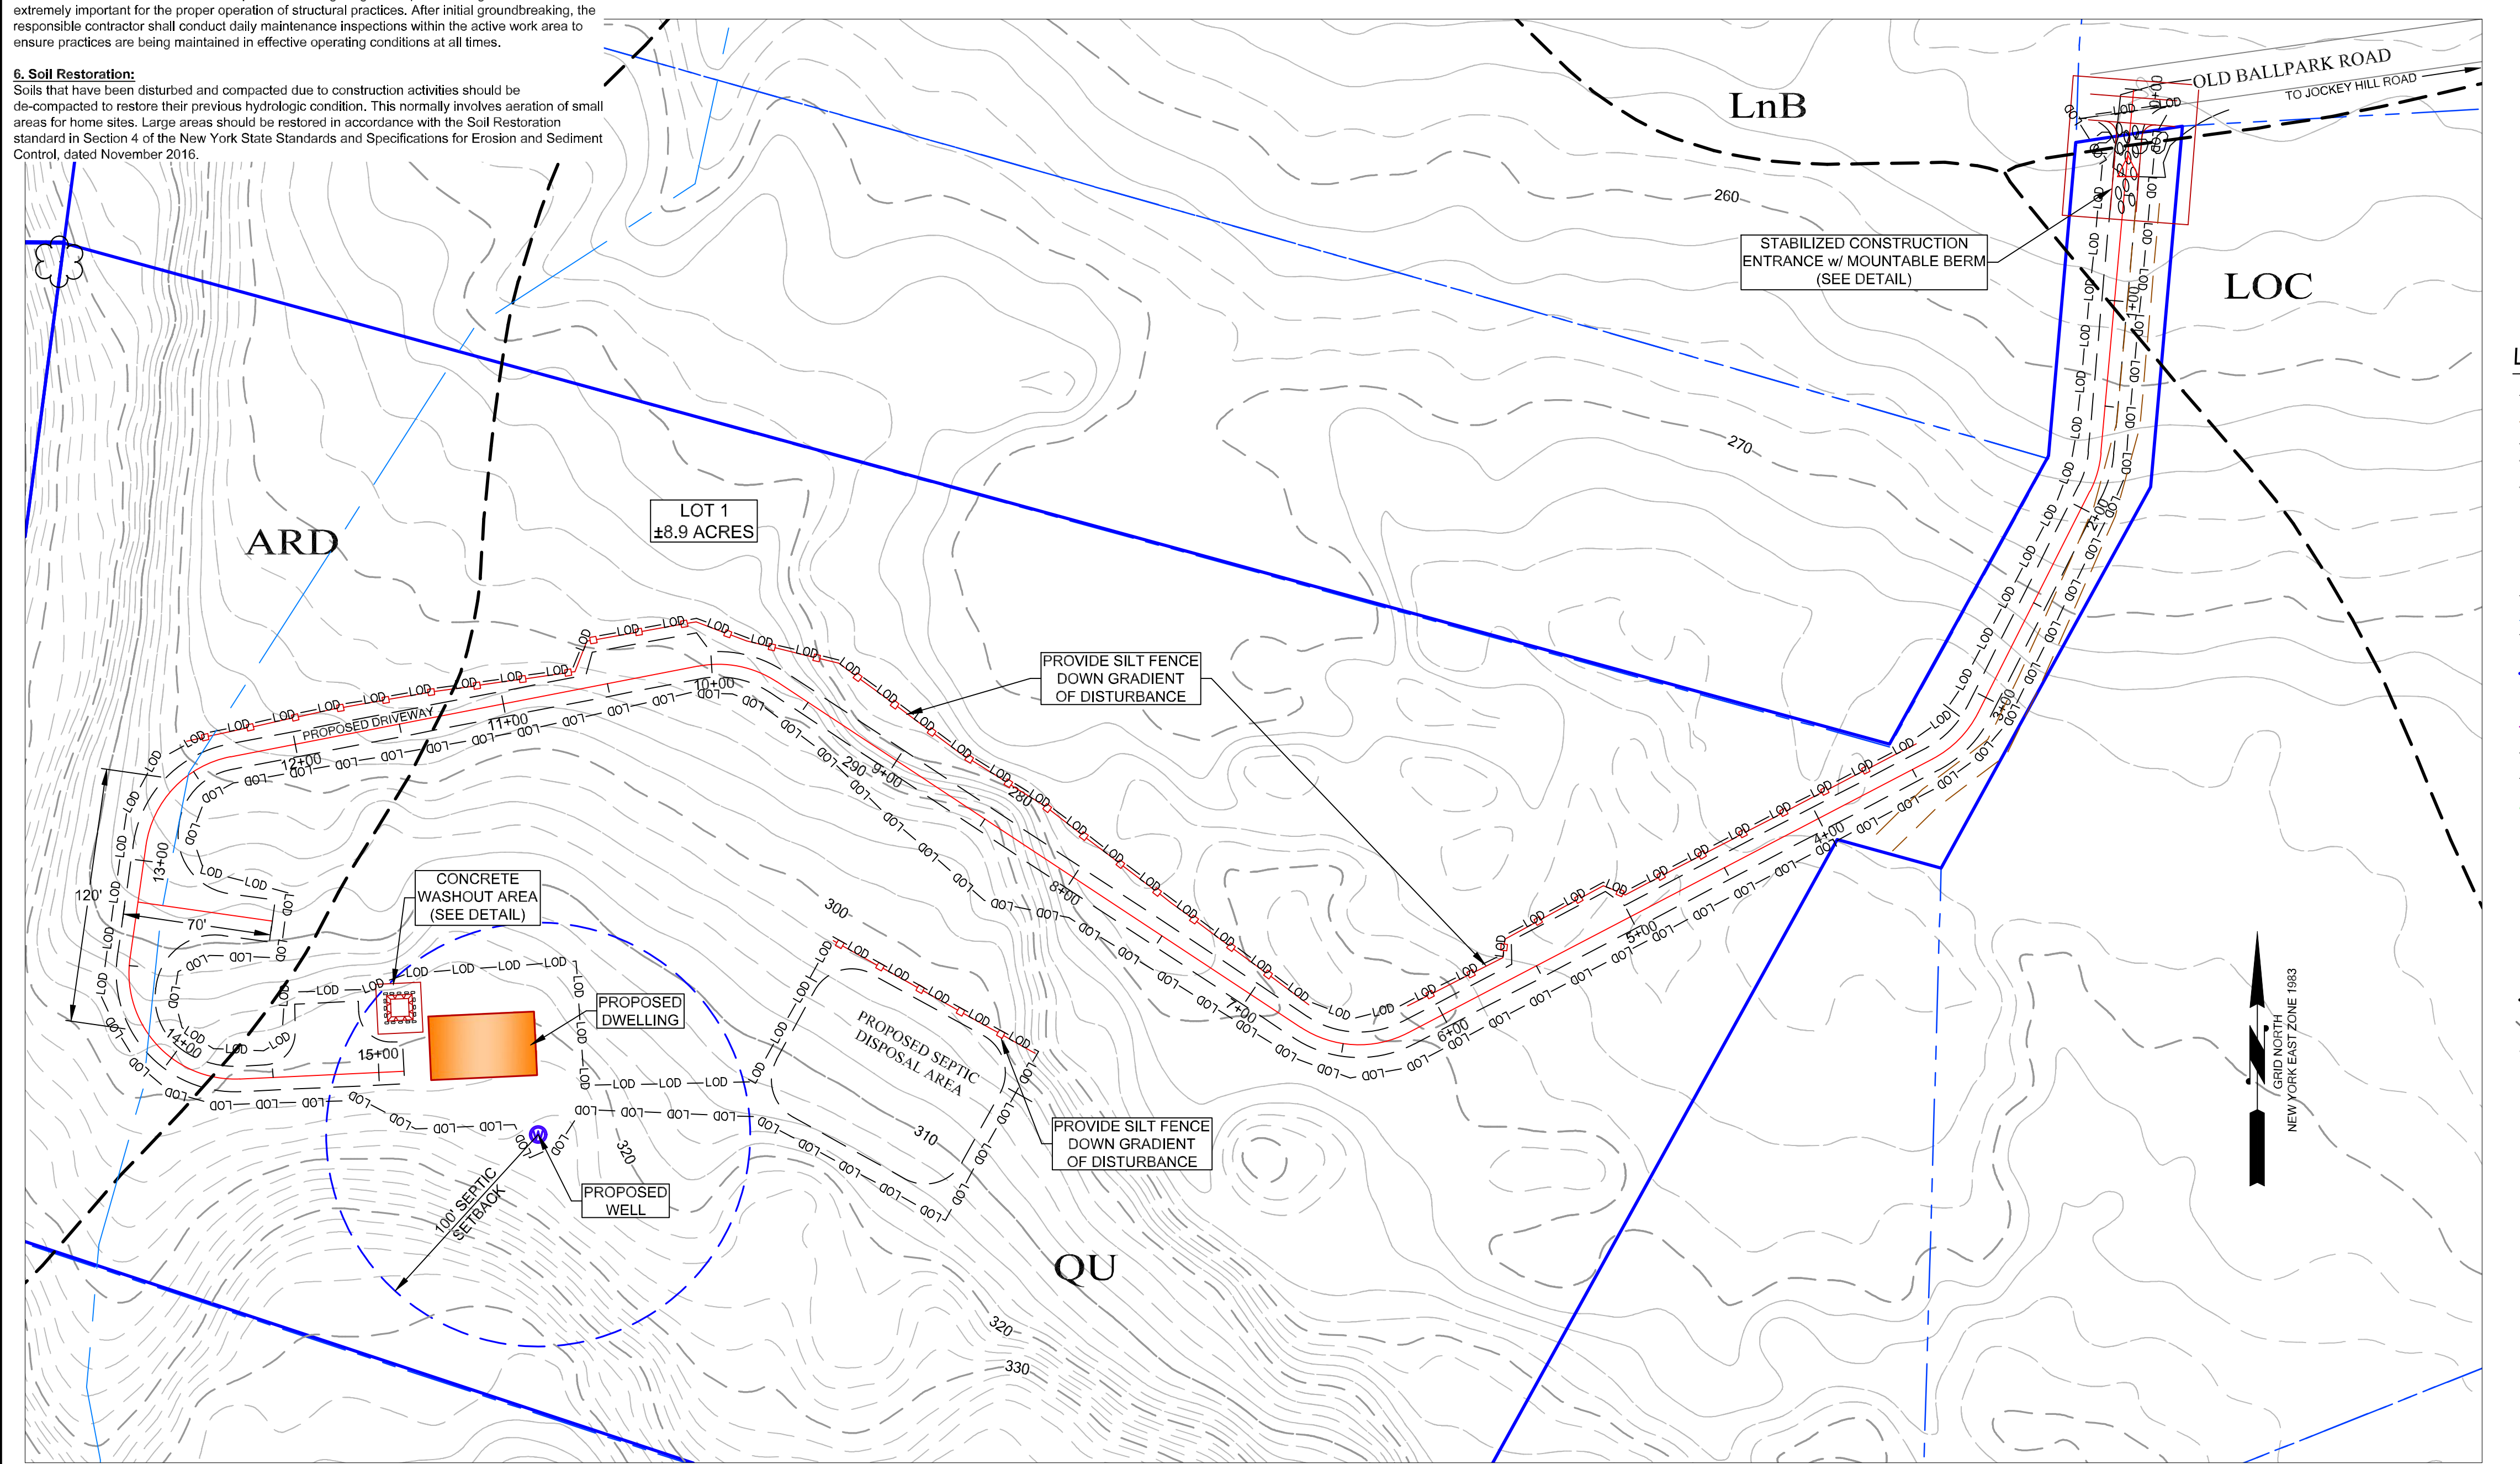 extremely important for the proper operation of structural practices. After initial groundbreaking, the
responsible contractor shall conduct daily maintenance inspections within the active work area to
ensure practices are being maintained in effective operating conditions at all times.
6. Soil Restoration:
Soils that have been disturbed and compacted due to construction activities should be
de-compacted to restore their previous hydrologic condition. This normally involves aeration of small
areas for home sites. Large areas should be restored in accordance with the Soil Restoration
standard in Section 4 of the New York State Standards and Specifications for Erosion and Sediment
Control, dated November 2016.
OLD BALLPARK ROAD
TO JOCKEY HILL ROAD
LnB
0+00
260
STABILIZED CONSTRUCTION
ENTRANCE w/ MOUNTABLE BERM
(SEE DETAIL)
LOC
1+00
270
2+00
LOT 1
±8.9 ACRES
ARD
PROVIDE SILT FENCE
DOWN GRADIENT
OF DISTURBANCE
3+00
4+00
5+00
6+00
7+00
8+00
9+00
10+00
11+00
12+00
13+00
14+00
15+00
PROPOSED DRIVEWAY
290
280
120'
70'
CONCRETE
WASHOUT AREA
(SEE DETAIL)
300
PROPOSED
DWELLING
PROPOSED SEPTIC
DISPOSAL AREA
310
320
PROVIDE SILT FENCE
DOWN GRADIENT
OF DISTURBANCE
W
PROPOSED
WELL
100' SEPTIC
SETBACK
QU
320
330
N
GRID NORTH
NEW YORK EAST ZONE 1983
LOD